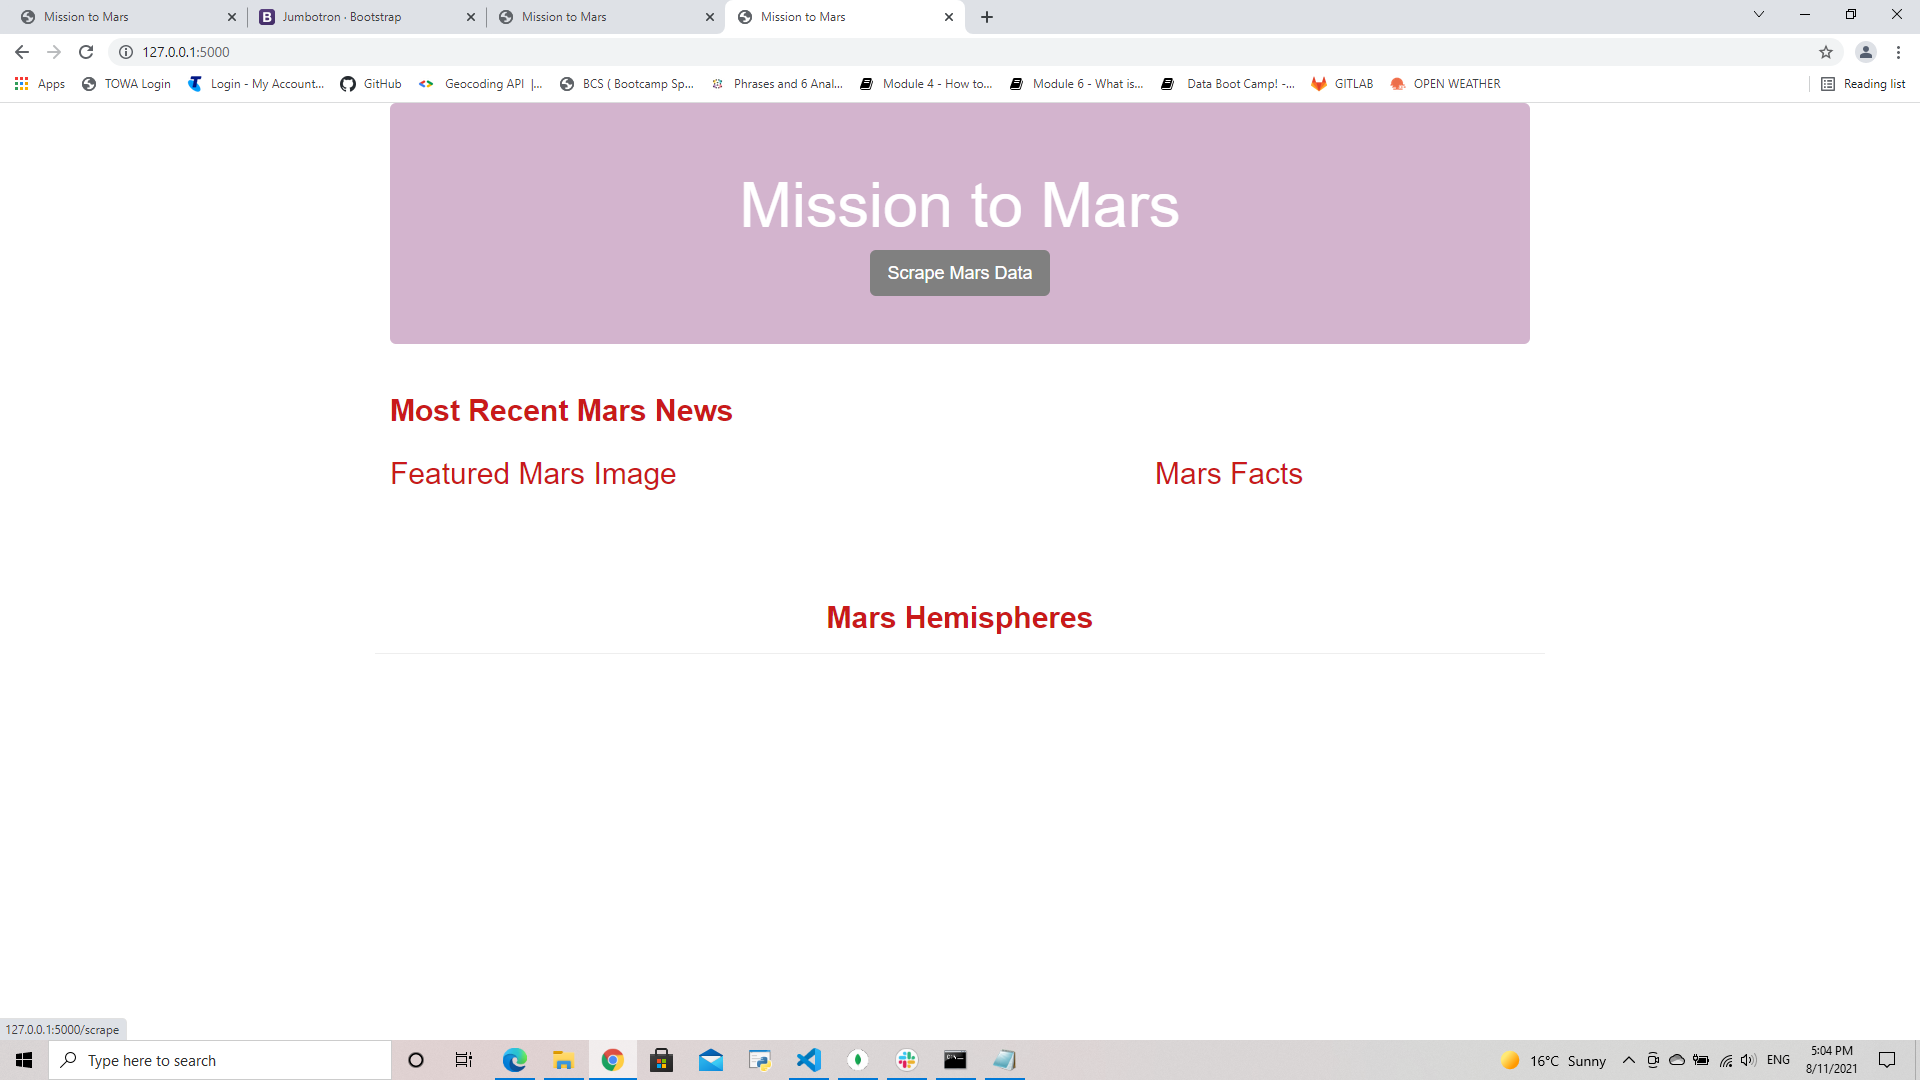 Mission to Mars
Jumbotron · Bootstrap
Mission to Mars
Mission to Mars
127.0.0.1:5000
Apps
TOWA Login
Login - My Account...
GitHub
Geocoding API |...
BCS ( Bootcamp Sp...
Phrases and 6 Anal...
Module 4 - How to...
Module 6 - What is...
Data Boot Camp! -...
GITLAB
OPEN WEATHER
Reading list
Mission to Mars
Scrape Mars Data
Most Recent Mars News
Featured Mars Image
Mars Facts
Mars Hemispheres
127.0.0.1:5000/scrape
Type here to search
16°C Sunny
ENG
5:04 PM
8/11/2021